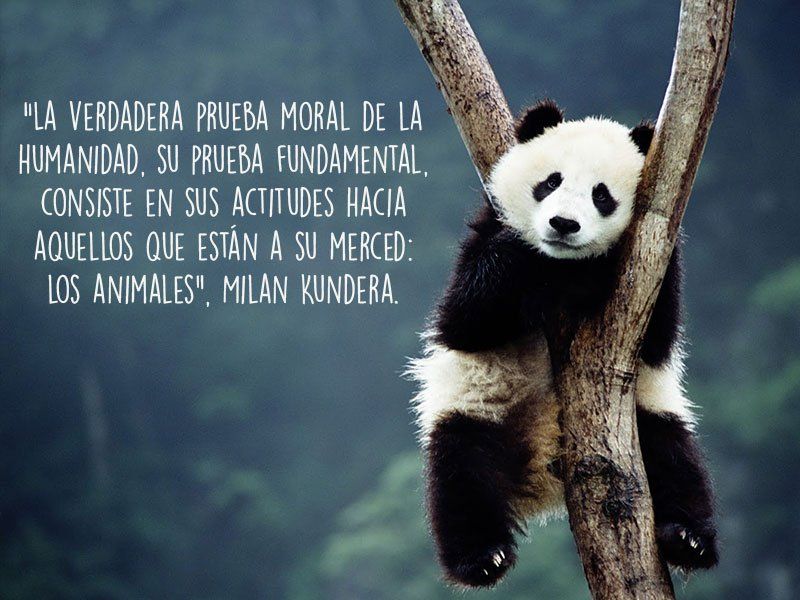 "LA VERDADERA PRUEBA MORAL DE LA
HUMANIDAD, SU PRUEBA FUNDAMENTAL,
CONSISTE EN SUS ACTITUDES HACIA
AQUELLOS QUE ESTÁN A SU MERCED:
LOS ANIMALES", MILAN KUNDERA.